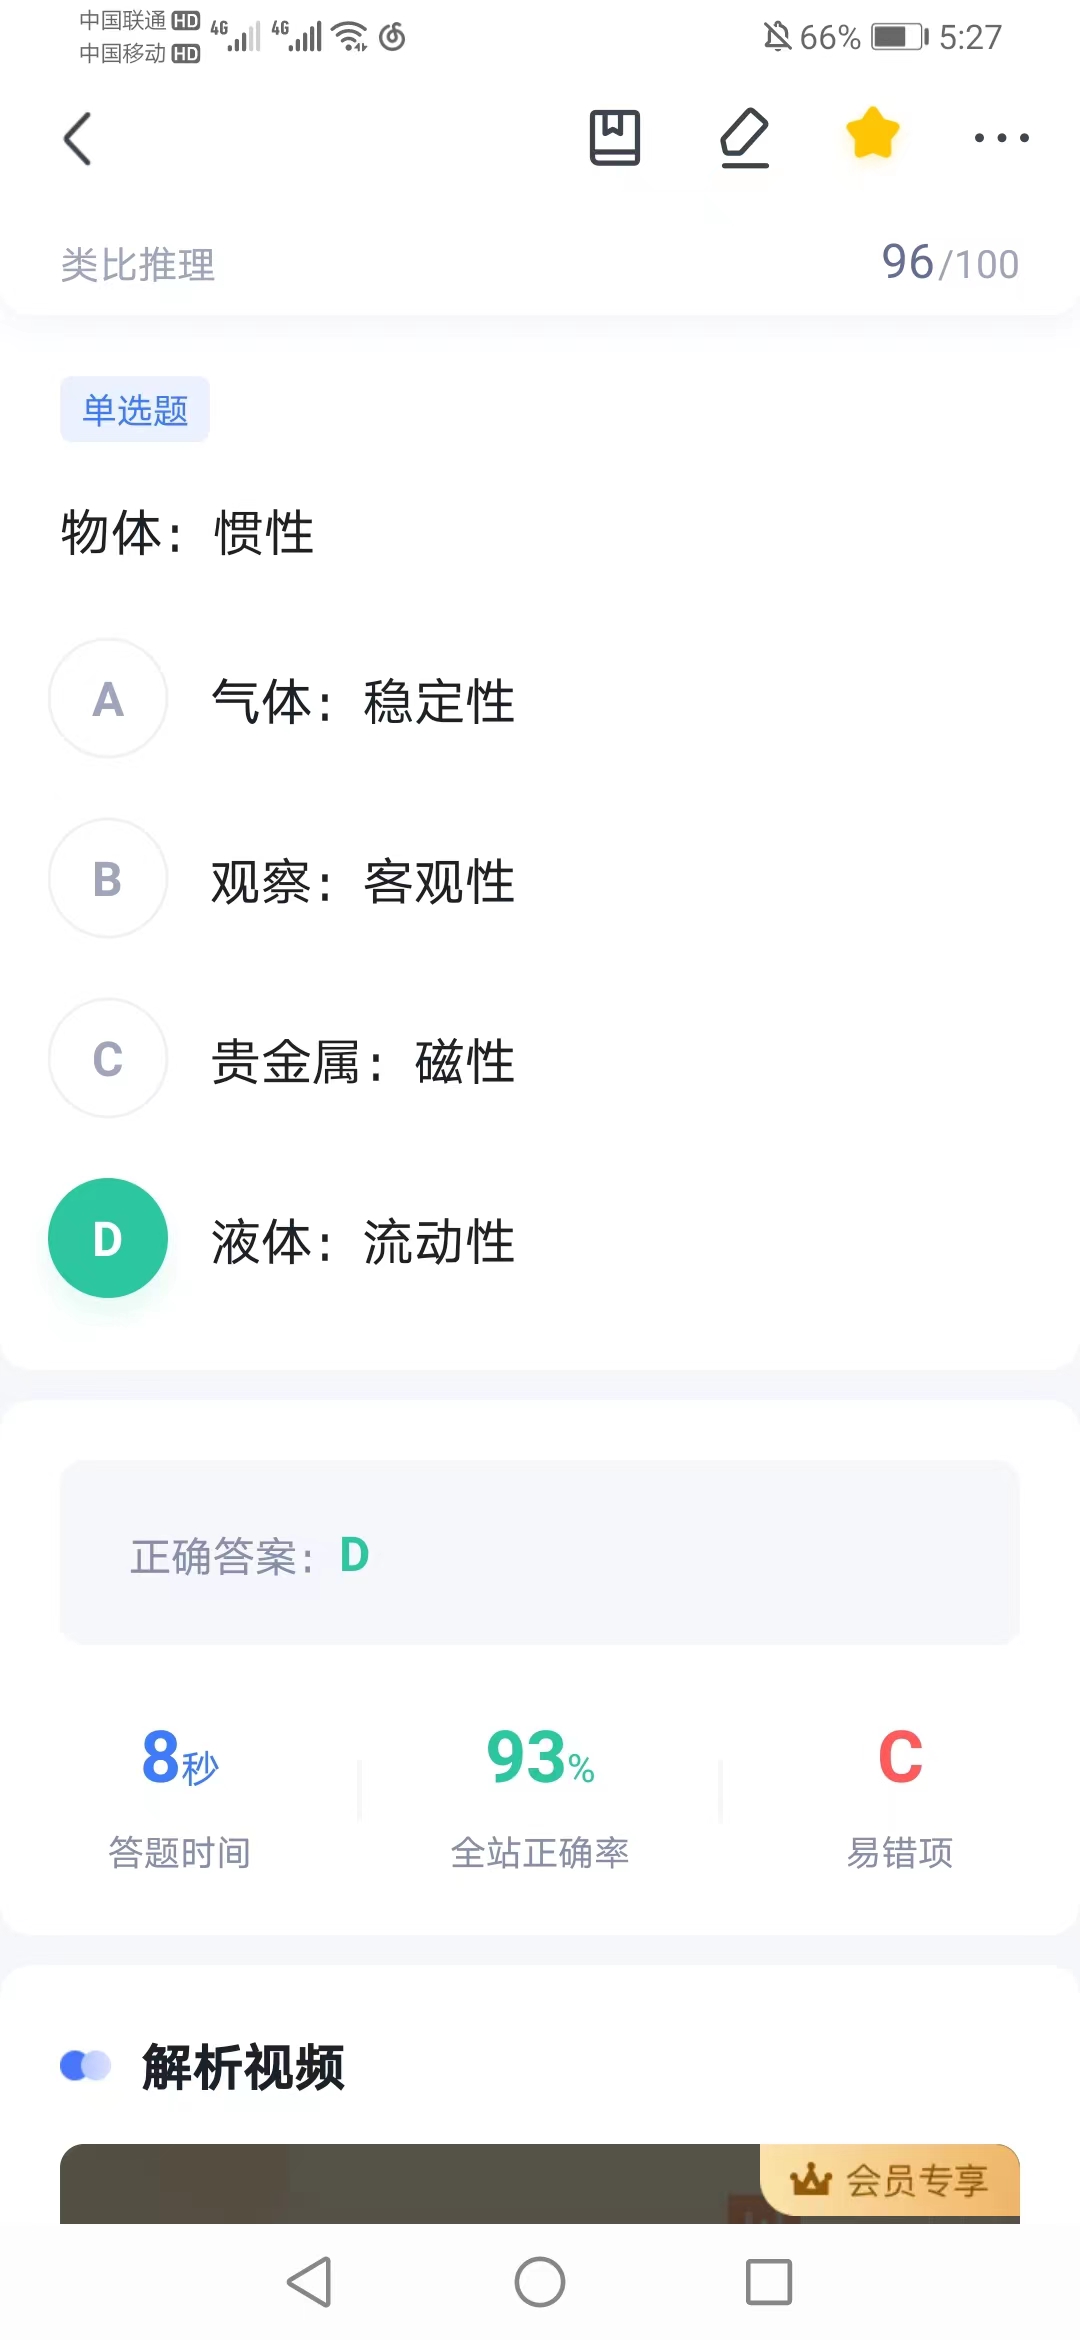 中国联通 HD 4G 4G 66% 5:27
中国移动 HD
类比推理 96/100
单选题
物体：惯性
A 气体：稳定性
B 观察：客观性
C 贵金属：磁性
D 液体：流动性
正确答案：D
8秒 93% C
答题时间 全站正确率 易错项
解析视频
会员专享